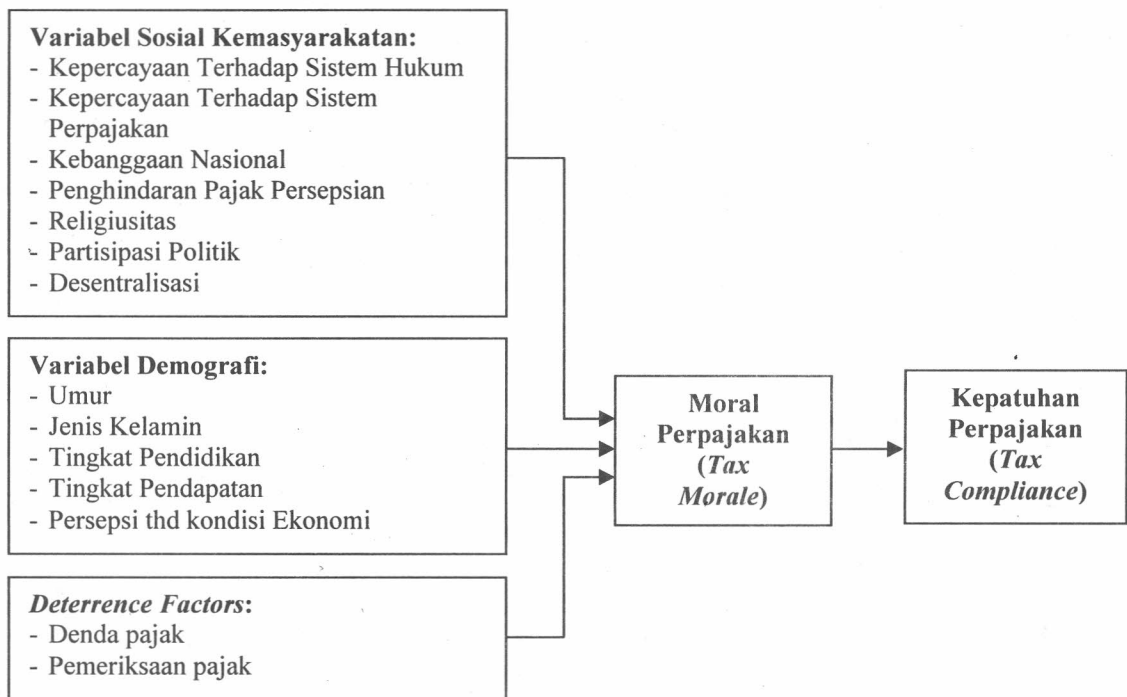 Variabel Sosial Kemasyarakatan:
- Kepercayaan Terhadap Sistem Hukum
- Kepercayaan Terhadap Sistem
Perpajakan
- Kebanggaan Nasional
- Penghindaran Pajak Persepsian
- Religiusitas
- Partisipasi Politik
- Desentralisasi
Variabel Demografi:
- Umur
- Jenis Kelamin
- Tingkat Pendidikan
- Tingkat Pendapatan
- Persepsi thd kondisi Ekonomi
Deterrence Factors:
- Denda pajak
- Pemeriksaan pajak
Moral
Perpajakan
(Tax
Morale)
Kepatuhan
Perpajakan
(Tax
Compliance)